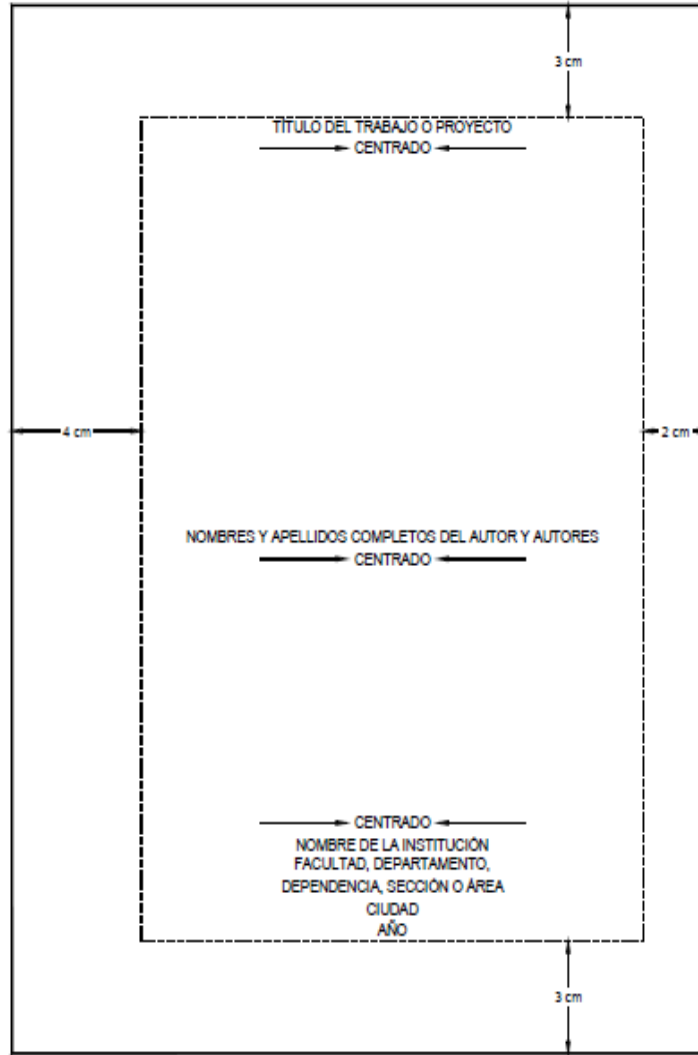 3 cm
TÍTULO DEL TRABAJO O PROYECTO
CENTRADO
4 cm
2 cm
NOMBRES Y APELLIDOS COMPLETOS DEL AUTOR Y AUTORES
CENTRADO
CENTRADO
NOMBRE DE LA INSTITUCIÓN
FACULTAD, DEPARTAMENTO,
DEPENDENCIA, SECCIÓN O ÁREA
CIUDAD
AÑO
3 cm